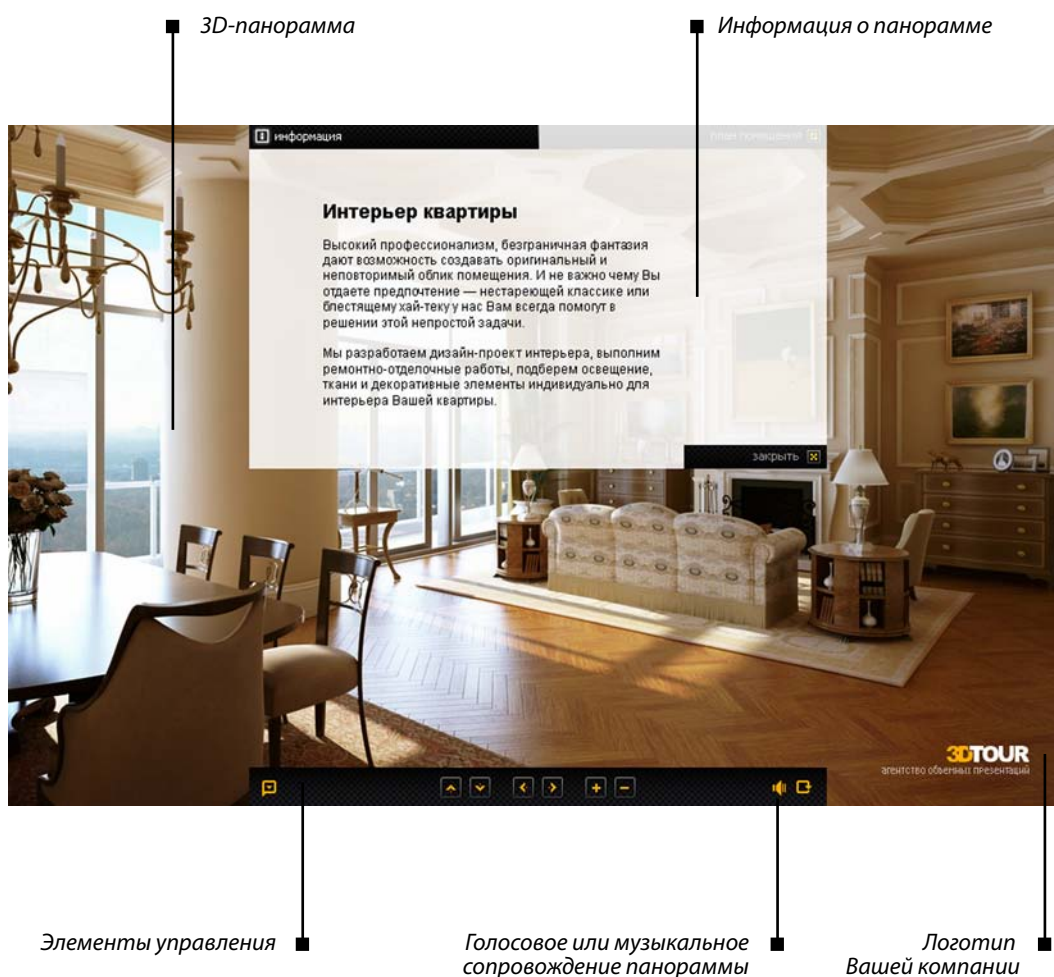 3D-панорама
Информация о панорамме
информация
план помещения
Интерьер квартиры
Высокий профессионализм, безграничная фантазия
дают возможность создавать оригинальный и
неповторимый облик помещения. И не важно чему Вы
отдаете предпочтение — нестареющей классике или
блестящему хай-теку у нас Вам всегда помогут в
решении этой непростой задачи.
Мы разработаем дизайн-проект интерьера, выполним
ремонтно-отделочные работы, подберем освещение,
ткани и декоративные элементы индивидуально для
интерьера Вашей квартиры.
закрыть
3DTOUR
агентство объемных презентаций
Элементы управления
Голосовое или музыкальное
сопровождение панорамы
Логотип
Вашей компании